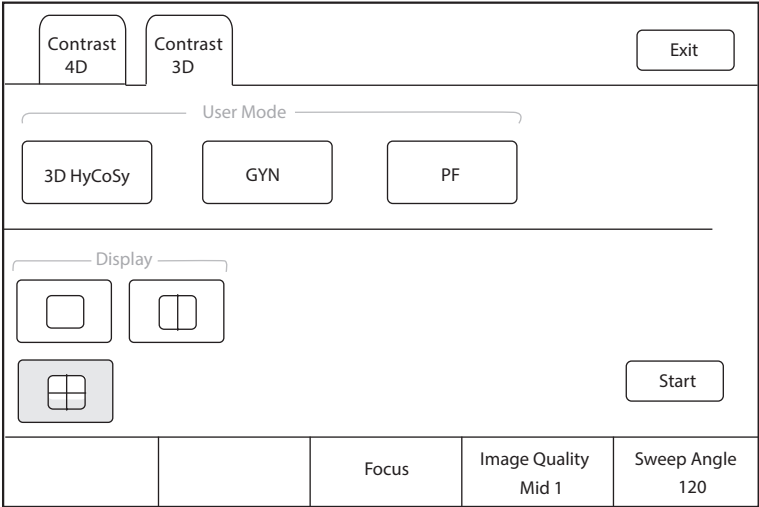 Contrast
4D
Contrast
3D
Exit
User Mode
3D HyCoSy
GYN
PF
Display
Start
Focus
Image Quality
Mid 1
Sweep Angle
120